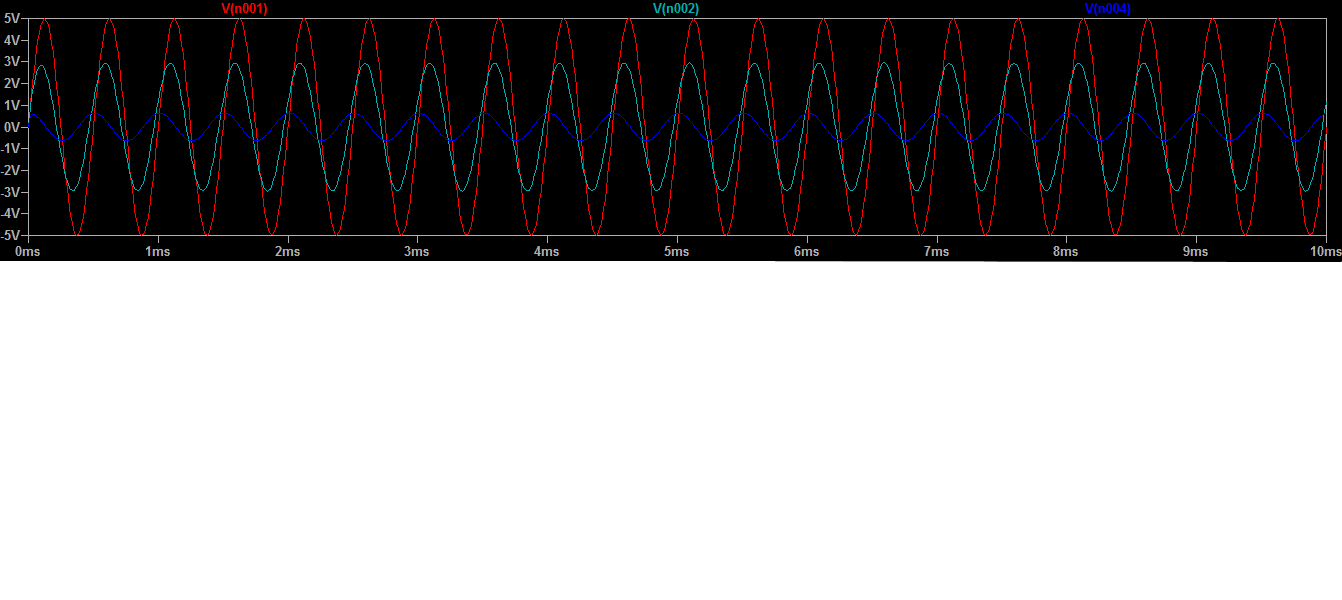 V(n001) V(n002) V(n004)
5V
4V
3V
2V
1V
0V
-1V
-2V
-3V
-4V
-5V
0ms 1ms 2ms 3ms 4ms 5ms 6ms 7ms 8ms 9ms 10ms